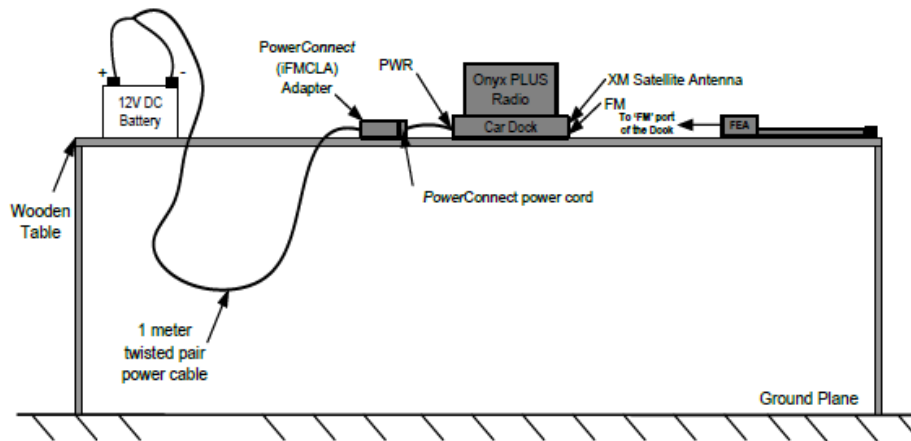 +
-
12V DC
Battery
PowerConnect
(iFMCLA)
Adapter
PWR
Onyx PLUS
Radio
Car Dock
XM Satellite Antenna
FM
To 'FM' port
of the Dook
FEA
Wooden
Table
PowerConnect power cord
1 meter
twisted pair
power cable
Ground Plane